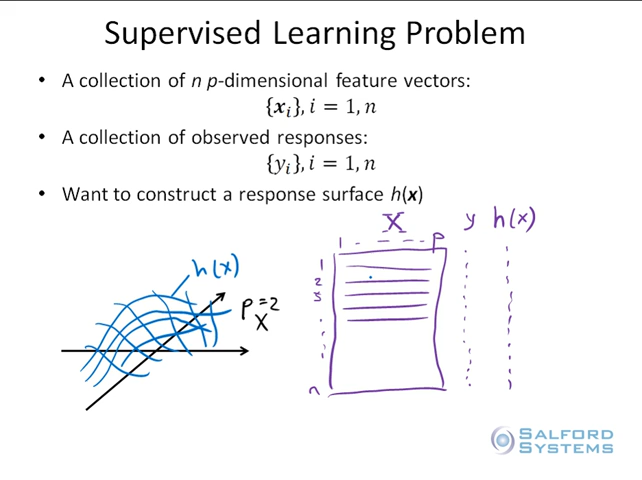 Supervised Learning Problem
• A collection of n p-dimensional feature vectors:
{xᵢ}, i = 1, n
• A collection of observed responses:
{yᵢ}, i = 1, n
• Want to construct a response surface h(x)
h(x)
p=2
X
X y h(x)
1 - - - - p
1
2
3
n
SALFORD
SYSTEMS